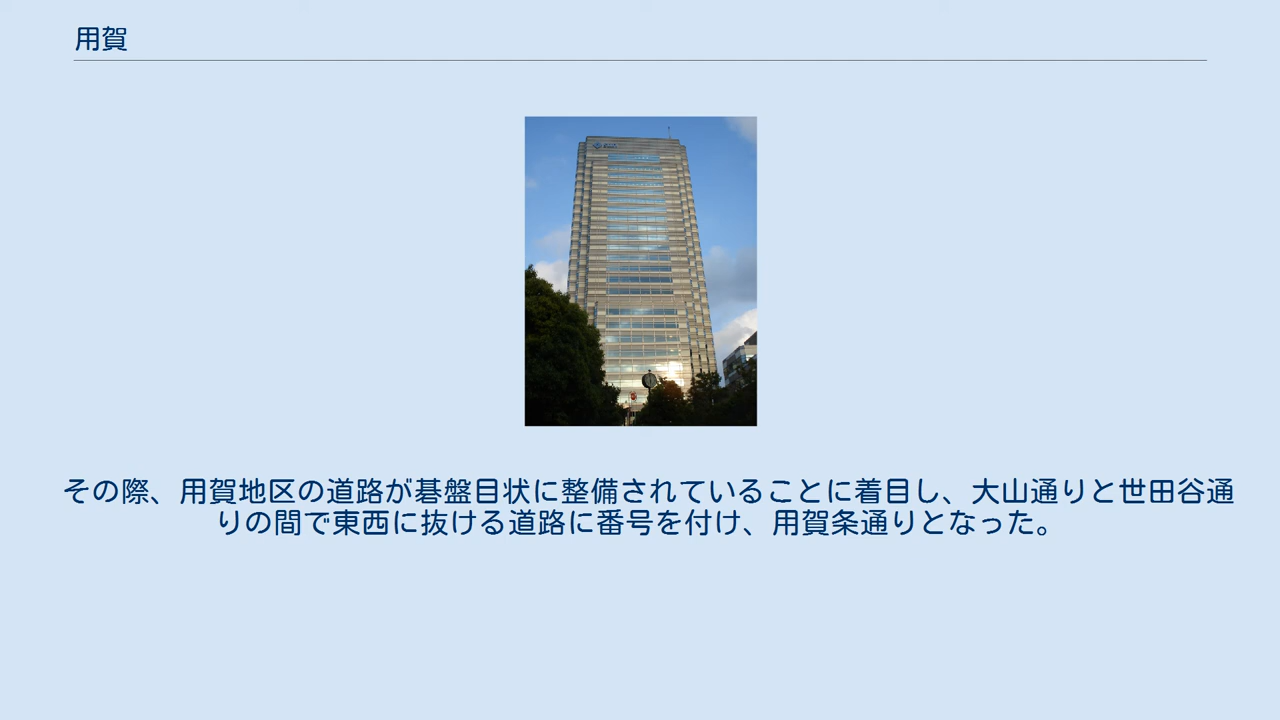 用賀
その際、用賀地区の道路が碁盤目状に整備されていることに着目し、大山通りと世田谷通
りの間で東西に抜ける道路に番号を付け、用賀条通りとなった。